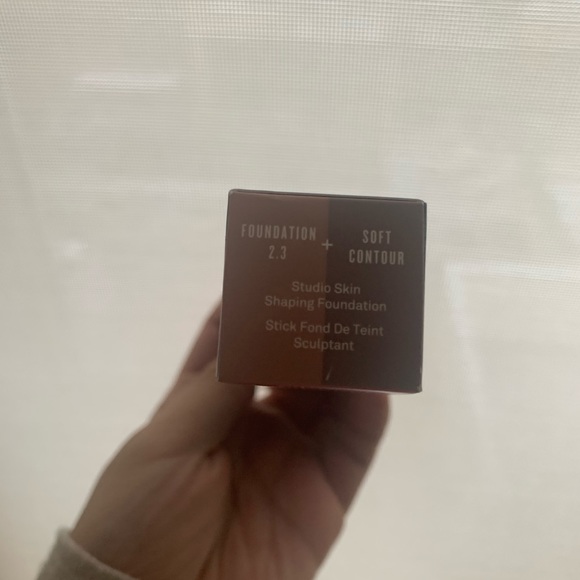 FOUNDATION
2.3
+
SOFT
CONTOUR
Studio Skin
Shaping Foundation
Stick Fond De Teint
Sculptant